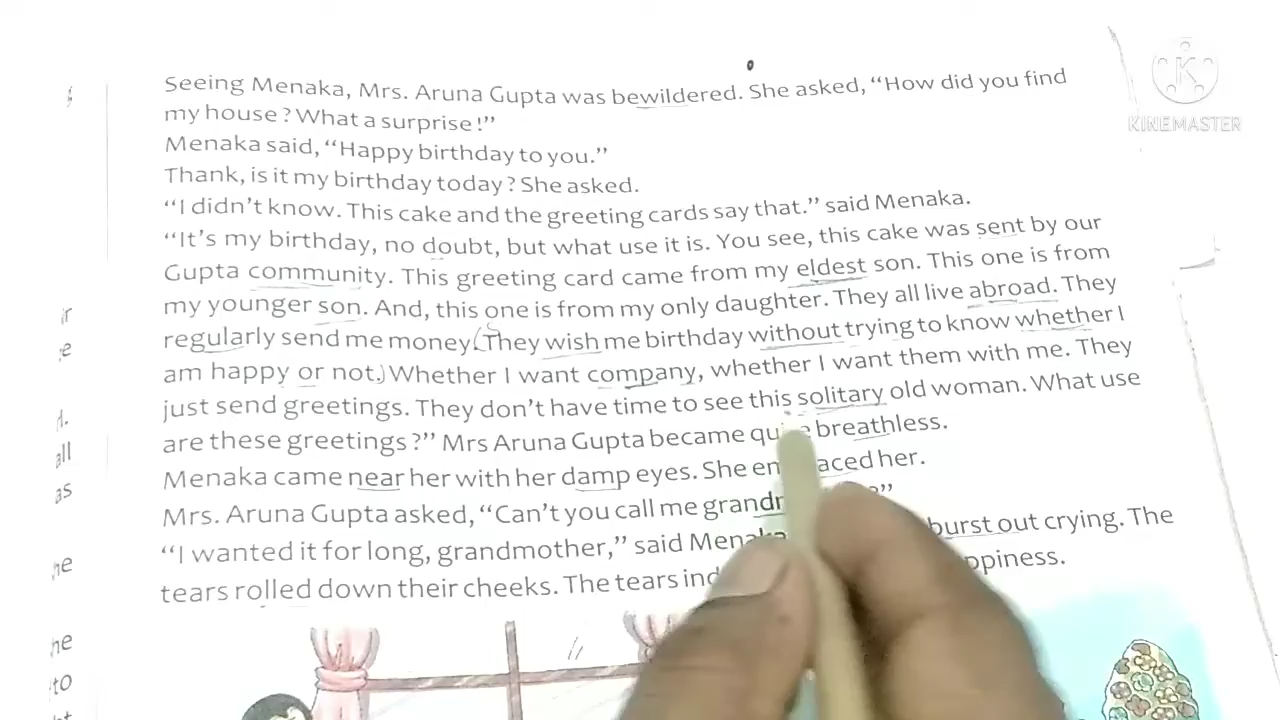 Seeing Menaka, Mrs. Aruna Gupta was bewildered. She asked, “How did you find
my house? What a surprise!”
Menaka said, “Happy birthday to you.”
Thank, is it my birthday today? She asked.
“I didn’t know. This cake and the greeting cards say that.” said Menaka.
“It’s my birthday, no doubt, but what use it is. You see, this cake was sent by our
Gupta community. This greeting card came from my eldest son. This one is from
my younger son. And, this one is from my only daughter. They all live abroad. They
regularly send me money. (They wish me birthday without trying to know whether I
am happy or not.) Whether I want company, whether I want them with me. They
just send greetings. They don’t have time to see this solitary old woman. What use
are these greetings?” Mrs Aruna Gupta became breathless.
Menaka came near her with her damp eyes. She her.
Mrs. Aruna Gupta asked, “Can’t you call me
“I wanted it for long, grandmother,” said Menaka burst out crying. The
tears rolled down their cheeks. The tears
KINEMASTER
ir
e
d.
all
as
he
he
to